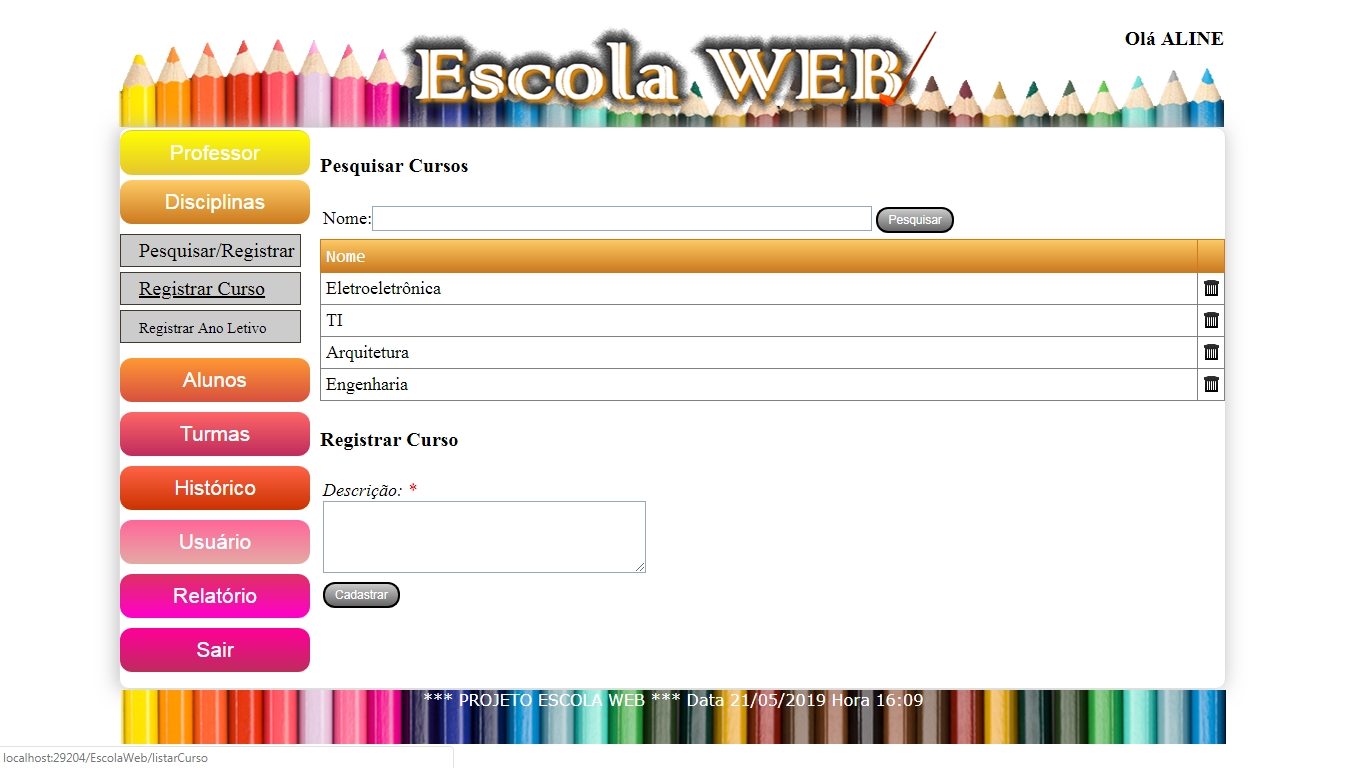 Escola WEB
Olá ALINE
Professor
Disciplinas
Pesquisar/Registrar
Registrar Curso
Registrar Ano Letivo
Alunos
Turmas
Histórico
Usuário
Relatório
Sair
Pesquisar Cursos
Nome:
Pesquisar
Nome
Eletroeletrônica
TI
Arquitetura
Engenharia
Registrar Curso
Descrição: *
Cadastrar
*** PROJETO ESCOLA WEB *** Data 21/05/2019 Hora 16:09
localhost:29204/EscolaWeb/listarCurso